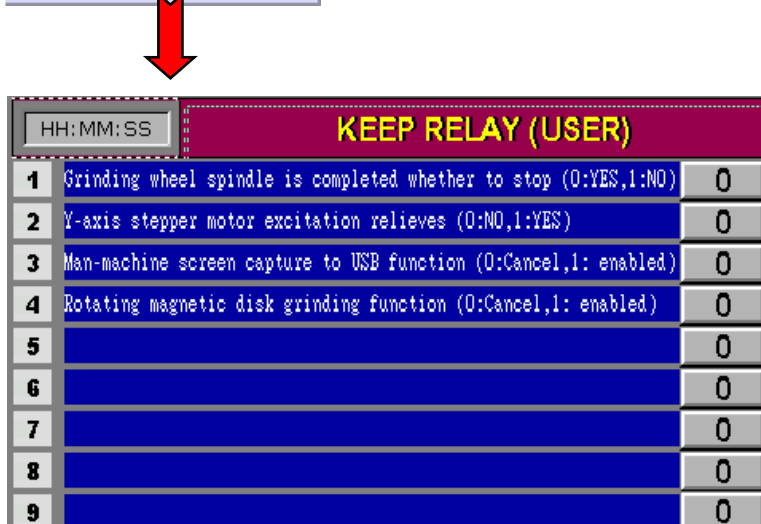 HH:MM:SS KEEP RELAY (USER)
1 Grinding wheel spindle is completed whether to stop (0:YES,1:NO) 0
2 Y-axis stepper motor excitation relieves (0:NO,1:YES) 0
3 Man-machine screen capture to USB function (0:Cancel,1: enabled) 0
4 Rotating magnetic disk grinding function (0:Cancel,1: enabled) 0
5 0
6 0
7 0
8 0
9 0